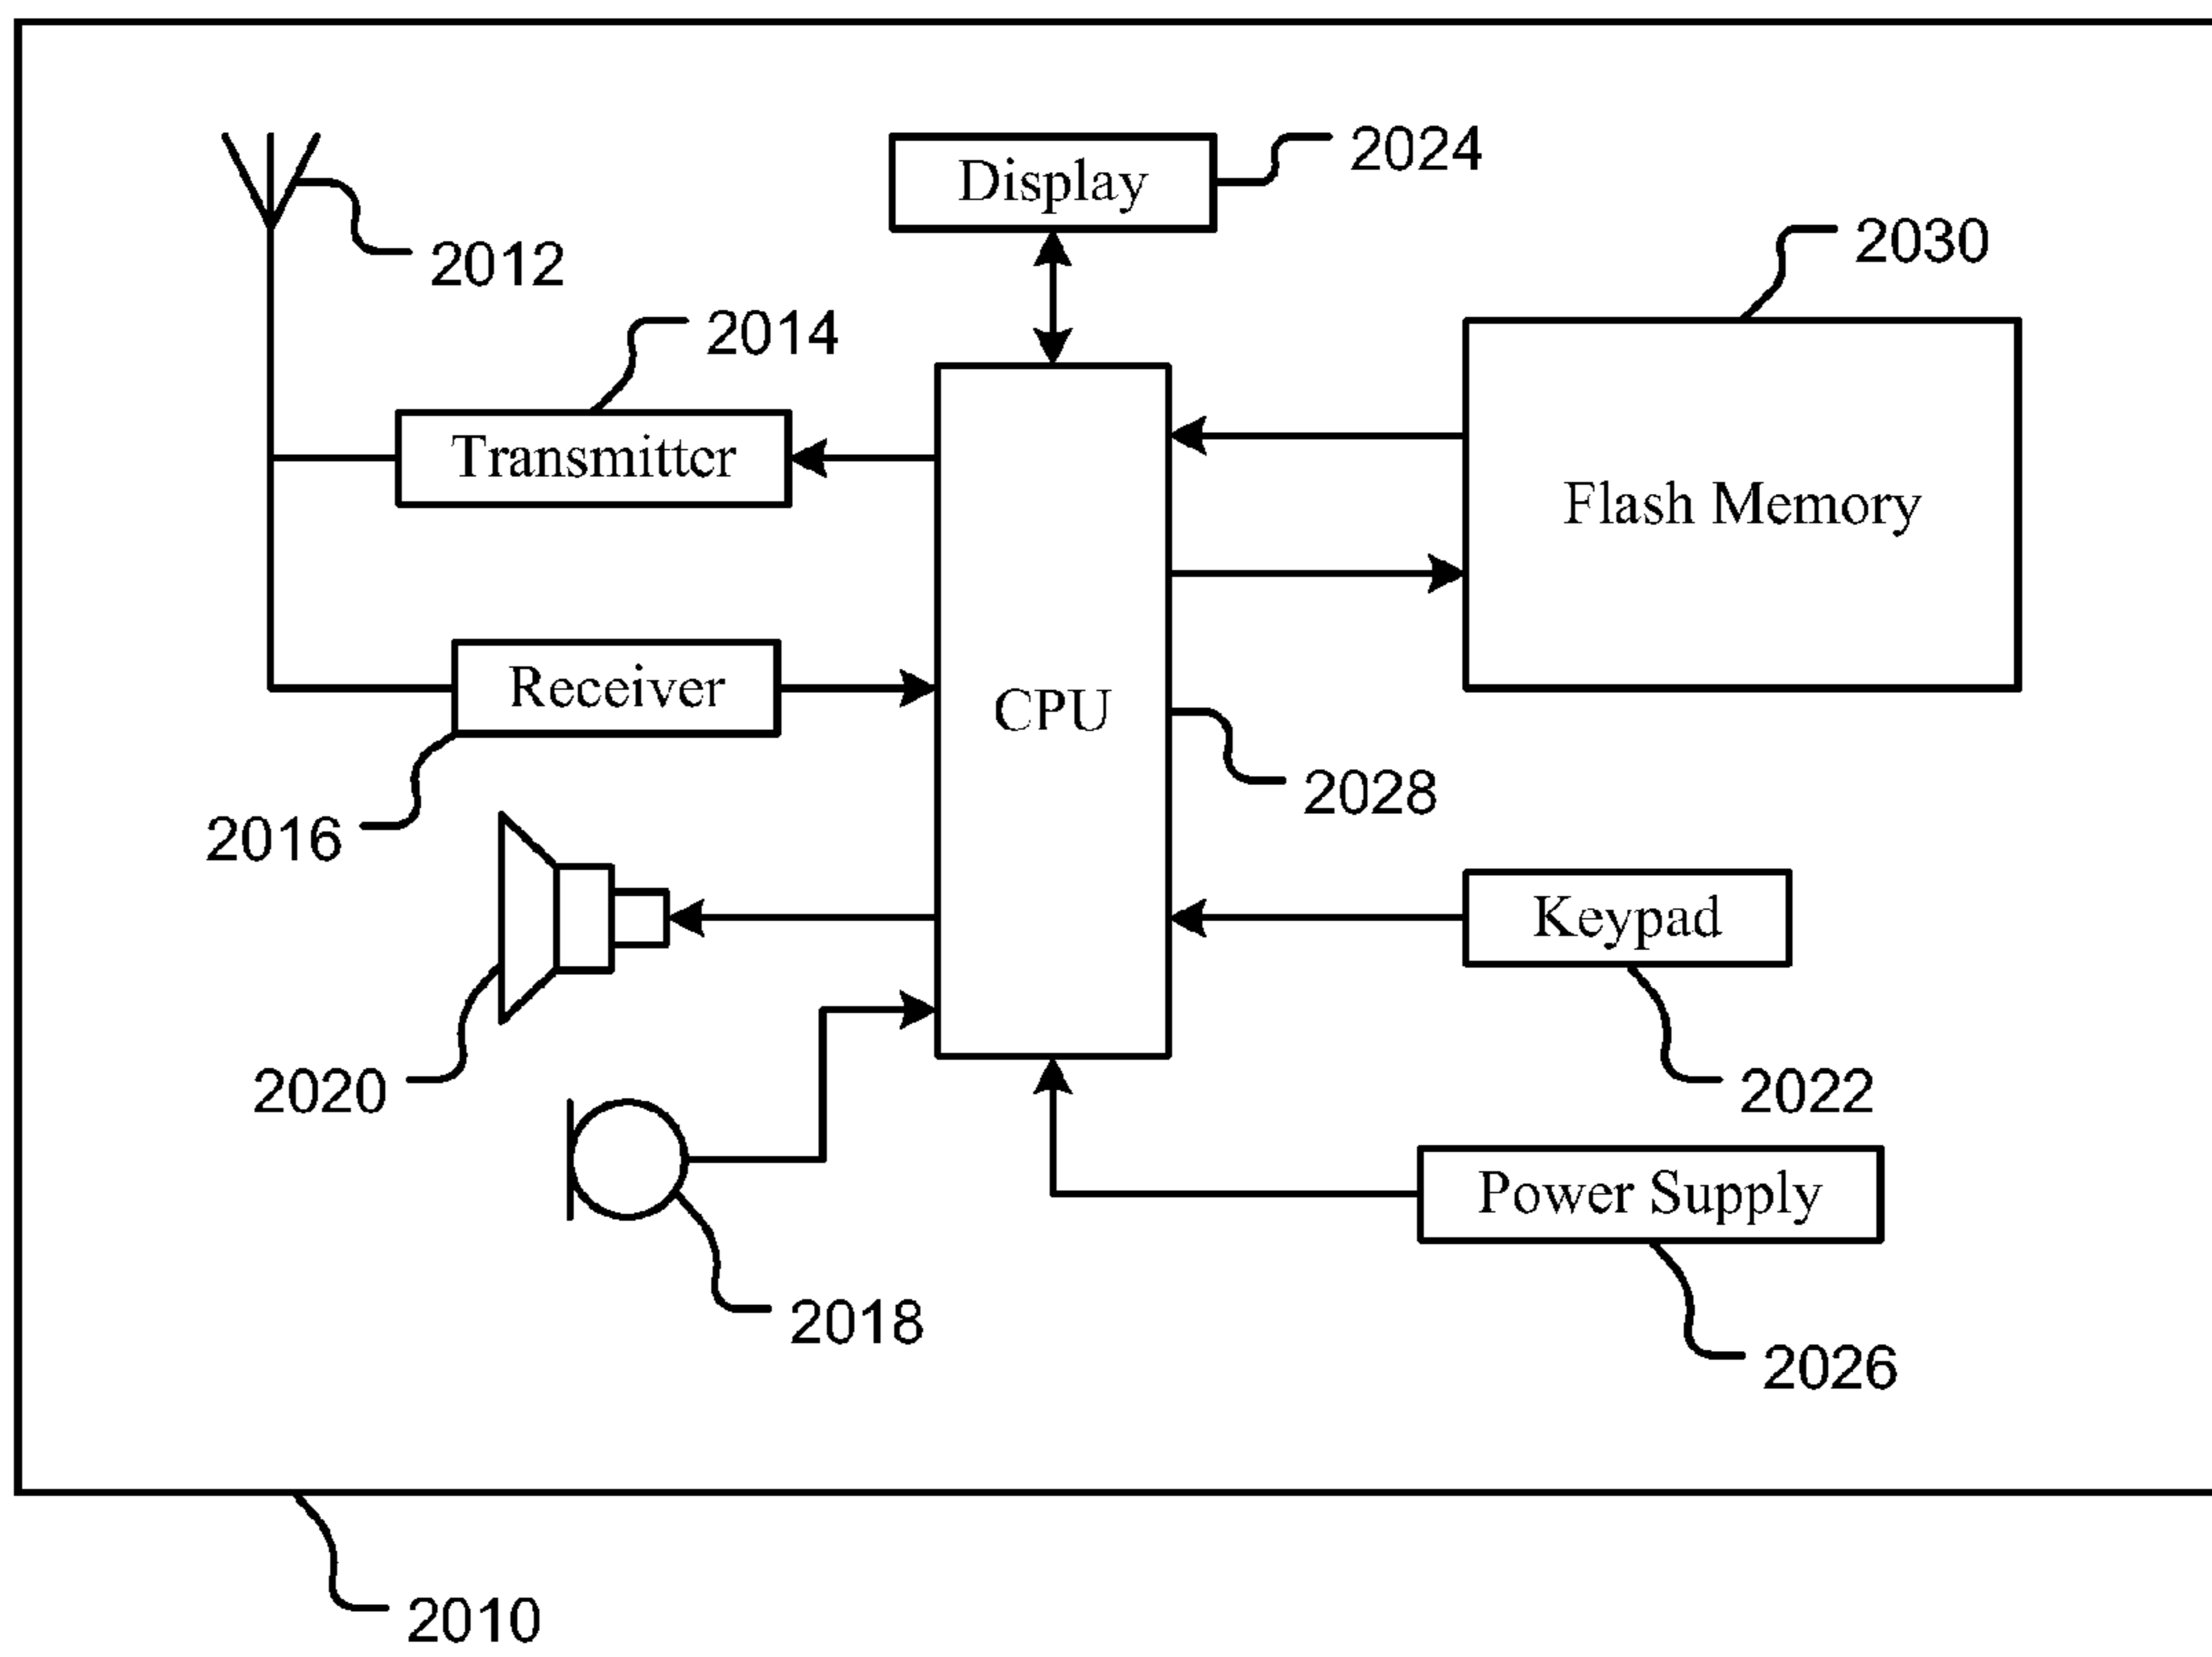 Display
2024
2030
2012
2014
Transmitter
Flash Memory
Receiver
CPU
2028
2016
Keypad
2020
2022
Power Supply
2018
2026
2010